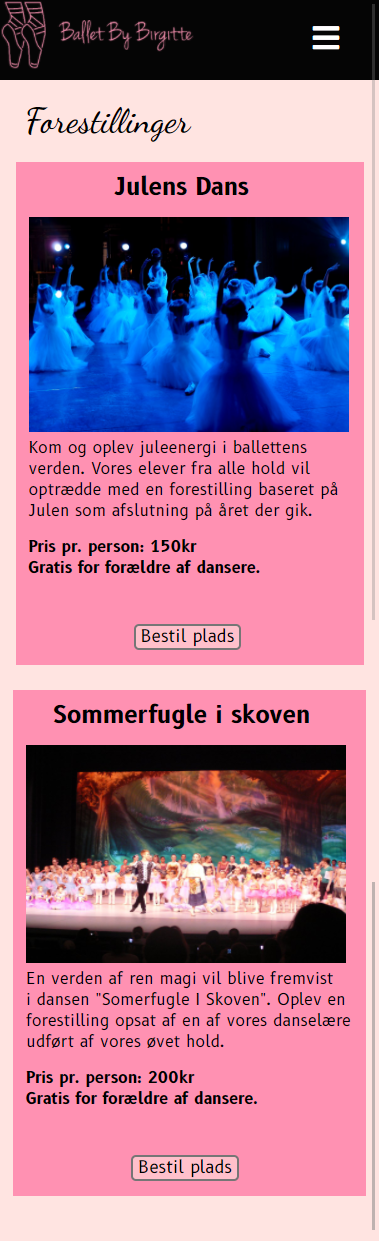 Ballet By Birgitte
Forestillinger
Julens Dans
Kom og oplev juleenergi i ballettens
verden. Vores elever fra alle hold vil
optrædde med en forestilling baseret på
Julen som afslutning på året der gik.
Pris pr. person: 150kr
Gratis for forældre af dansere.
Bestil plads
Sommerfugle i skoven
En verden af ren magi vil blive fremvist
i dansen "Somerfugle I Skoven". Oplev en
forestilling opsat af en af vores danselære
udført af vores øvet hold.
Pris pr. person: 200kr
Gratis for forældre af dansere.
Bestil plads